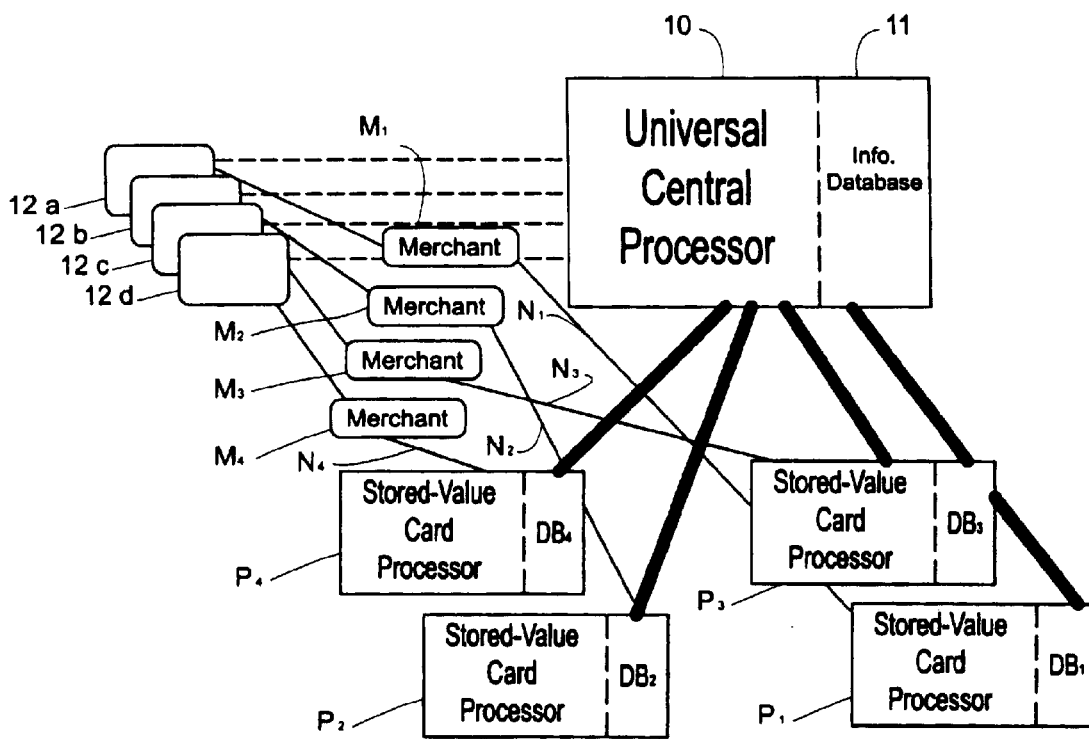 10
11
M₁
Universal
Central
Processor
Info.
Database
12 a
12 b
12 c
12 d
Merchant
M₂
Merchant
N₁
M₃
Merchant
N₃
M₄
Merchant
N₂
N₄
Stored-Value
Card
Processor
DB₄
P₄
Stored-Value
Card
Processor
DB₃
P₃
Stored-Value
Card
Processor
DB₂
P₂
Stored-Value
Card
Processor
DB₁
P₁